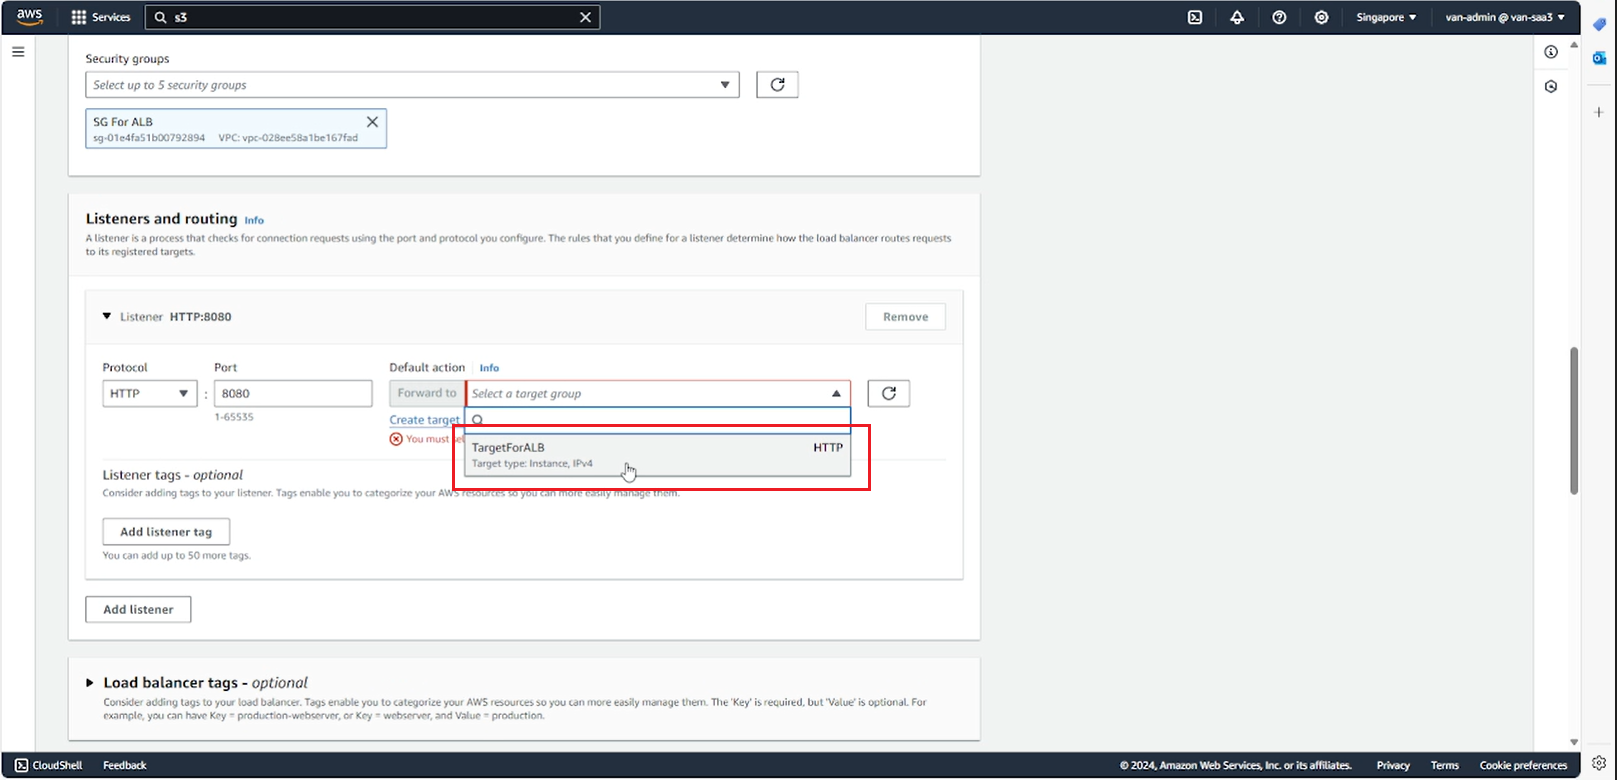 aws
Services
s3
Singapore
van-admin @ van-saa3
Security groups
Select up to 5 security groups
SG For ALB
sg-01e4fa51b00792894 VPC: vpc-028ee58a1be167fad
Listeners and routing Info
A listener is a process that checks for connection requests using the port and protocol you configure. The rules that you define for a listener determine how the load balancer routes requests
to its registered targets.
Listener HTTP:8080
Remove
Protocol Port Default action Info
HTTP : 8080 Forward to Select a target group
1-65535 Create target
You must sel
TargetForALB HTTP
Target type: Instance, IPv4
Listener tags - optional
Consider adding tags to your listener. Tags enable you to categorize your AWS resources so you can more easily manage them.
Add listener tag
You can add up to 50 more tags.
Add listener
Load balancer tags - optional
Consider adding tags to your load balancer. Tags enable you to categorize your AWS resources so you can more easily manage them. The 'Key' is required, but 'Value' is optional. For
example, you can have Key = production-webserver, or Key = webserver, and Value = production.
CloudShell Feedback © 2024, Amazon Web Services, Inc. or its affiliates. Privacy Terms Cookie preferences